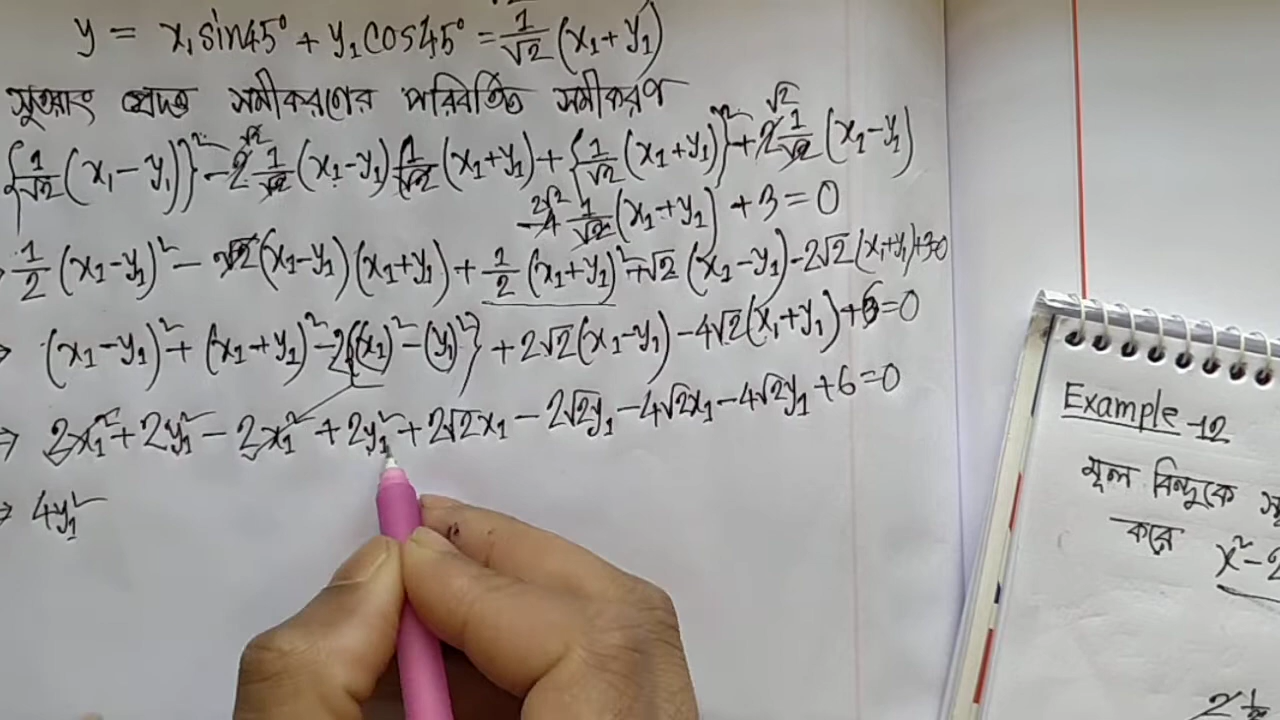 y = x₁ sin45° + y₁ cos45° = 1/√2 (x₁ + y₁)
সুতরাং প্রদত্ত সমীকরণের পরিবর্তিত সমীকরণ
{1/√2 (x₁ − y₁)}² − 2 1/√2 (x₁ − y₁) 1/√2 (x₁ + y₁) + {1/√2 (x₁ + y₁)}² + 2 1/√2 (x₁ − y₁)
−4 1/√2 (x₁ + y₁) + 3 = 0
1/2 (x₁ − y₁)² − (x₁ − y₁)(x₁ + y₁) + 1/2 (x₁ + y₁)² + √2 (x₁ − y₁) − 2√2 (x₁ + y₁) + 3 = 0
⇒ (x₁ − y₁)² + (x₁ + y₁)² − 2{(x₁)² − (y₁)²} + 2√2 (x₁ − y₁) − 4√2 (x₁ + y₁) + 6 = 0
⇒ 2x₁² + 2y₁² − 2x₁² + 2y₁² + 2√2x₁ − 2√2y₁ − 4√2x₁ − 4√2y₁ + 6 = 0
⇒ 4y₁²
Example -12
মূল বিন্দুকে
করে x² − 2